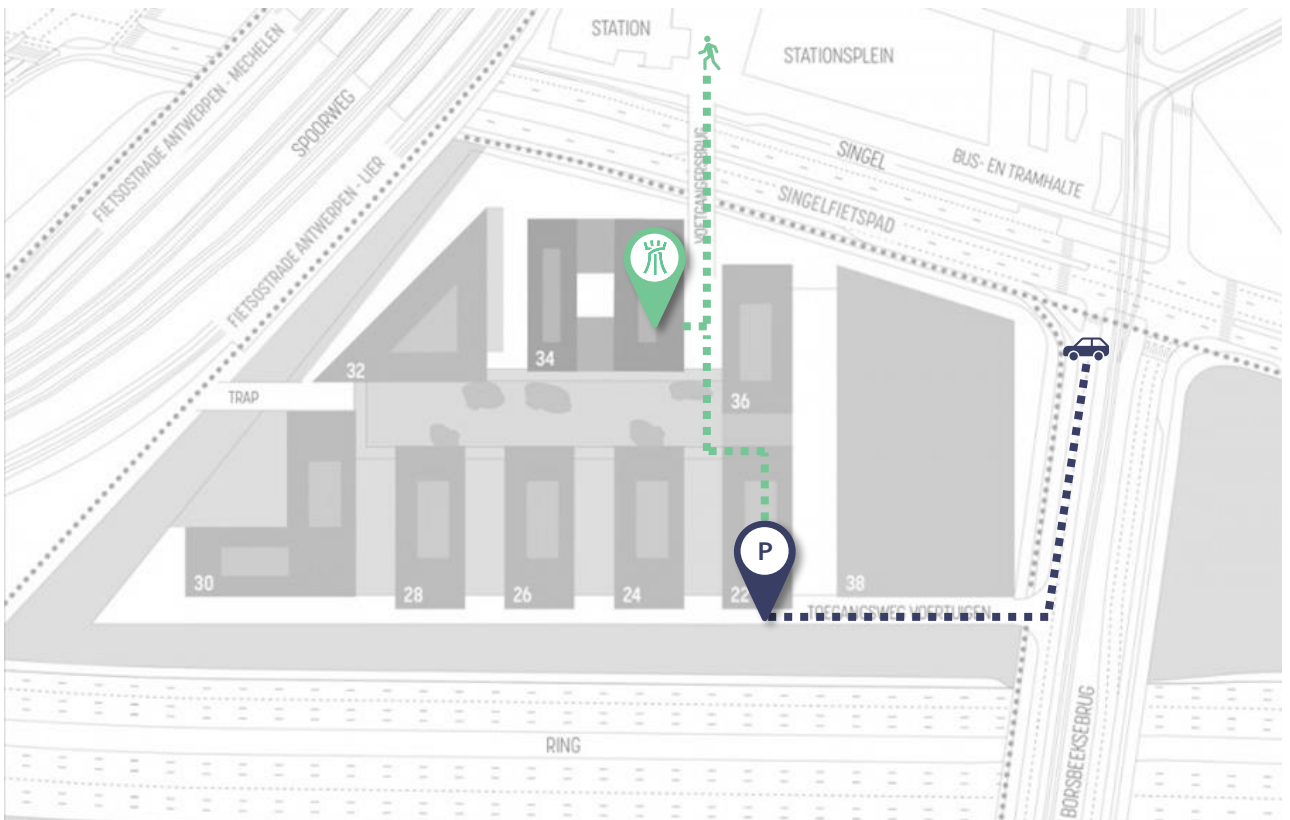 STATION
STATIONSPLEIN
FIETSOSTRADE ANTWERPEN - MECHELEN
SPOORWEG
FIETSOSTRADE ANTWERPEN - LIER
VOETGANGERSBRUG
SINGEL
BUS- EN TRAMHALTE
SINGELFIETSPAD
34
32
TRAP
36
P
30
28
26
24
22
38
TOEGANGSWEG VOERTUIGEN
RING
BORSBEEKSEBRUG